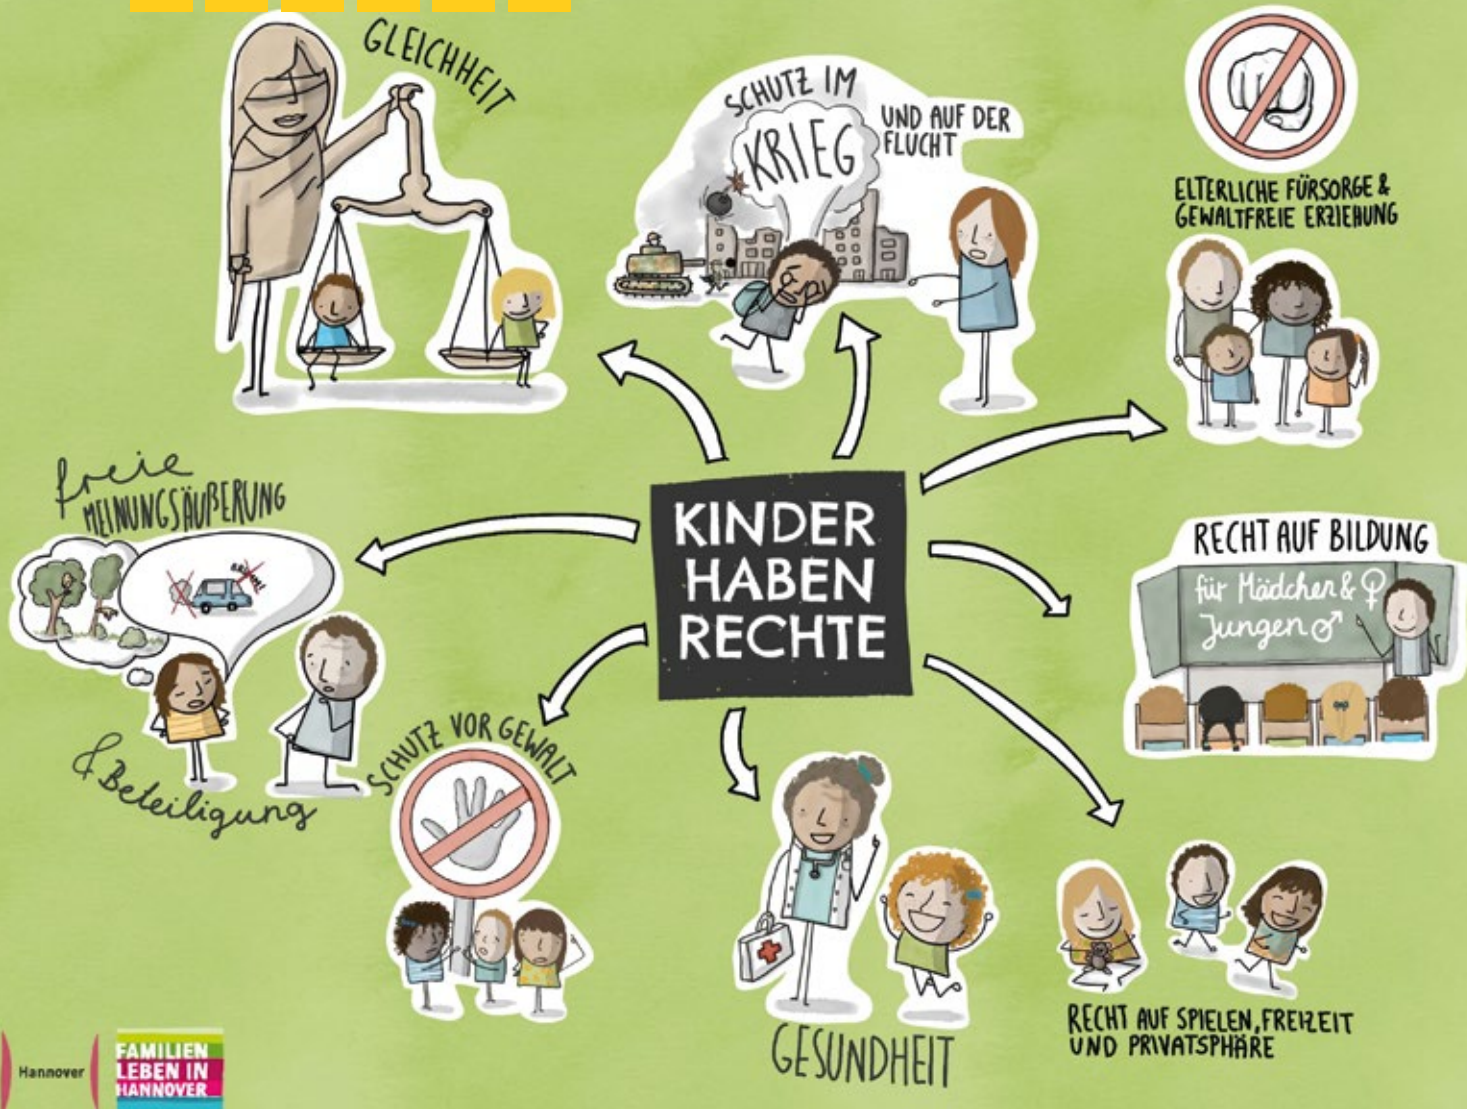 GLEICHHEIT
SCHUTZ IM
KRIEG
UND AUF DER
FLUCHT
ELTERLICHE FÜRSORGE &
GEWALTFREIE ERZIEHUNG
freie
MEINUNGSÄUßERUNG
& Beteiligung
KINDER
HABEN
RECHTE
RECHT AUF BILDUNG
für Mädchen & ♀
Jungen ♂
SCHUTZ VOR GEWALT
GESUNDHEIT
RECHT AUF SPIELEN, FREIZEIT
UND PRIVATSPHÄRE
Hannover
FAMILIEN
LEBEN IN
HANNOVER